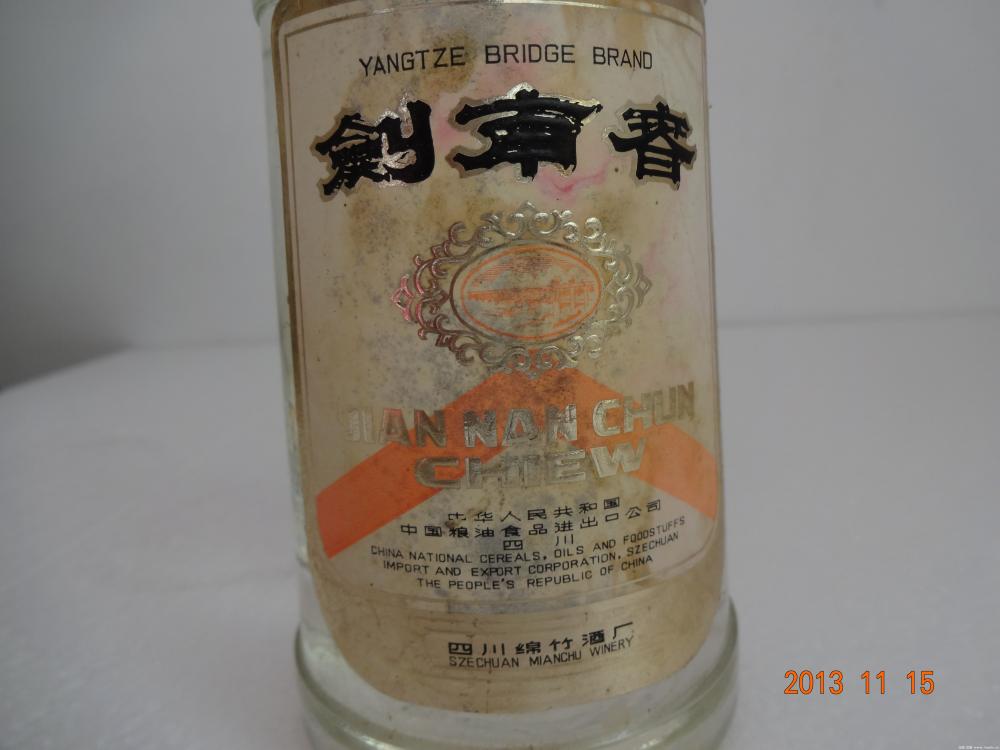 YANGTZE BRIDGE BRAND
劍南春
JIAN NAN CHUN
CHIEW
中华人民共和国
中国粮油食品进出口公司
四川
CHINA NATIONAL CEREALS, OILS AND FOODSTUFFS
IMPORT AND EXPORT CORPORATION, SZECHUAN
THE PEOPLE'S REPUBLIC OF CHINA
四川绵竹酒厂
SZECHUAN MIANCHU WINERY
2013 11 15